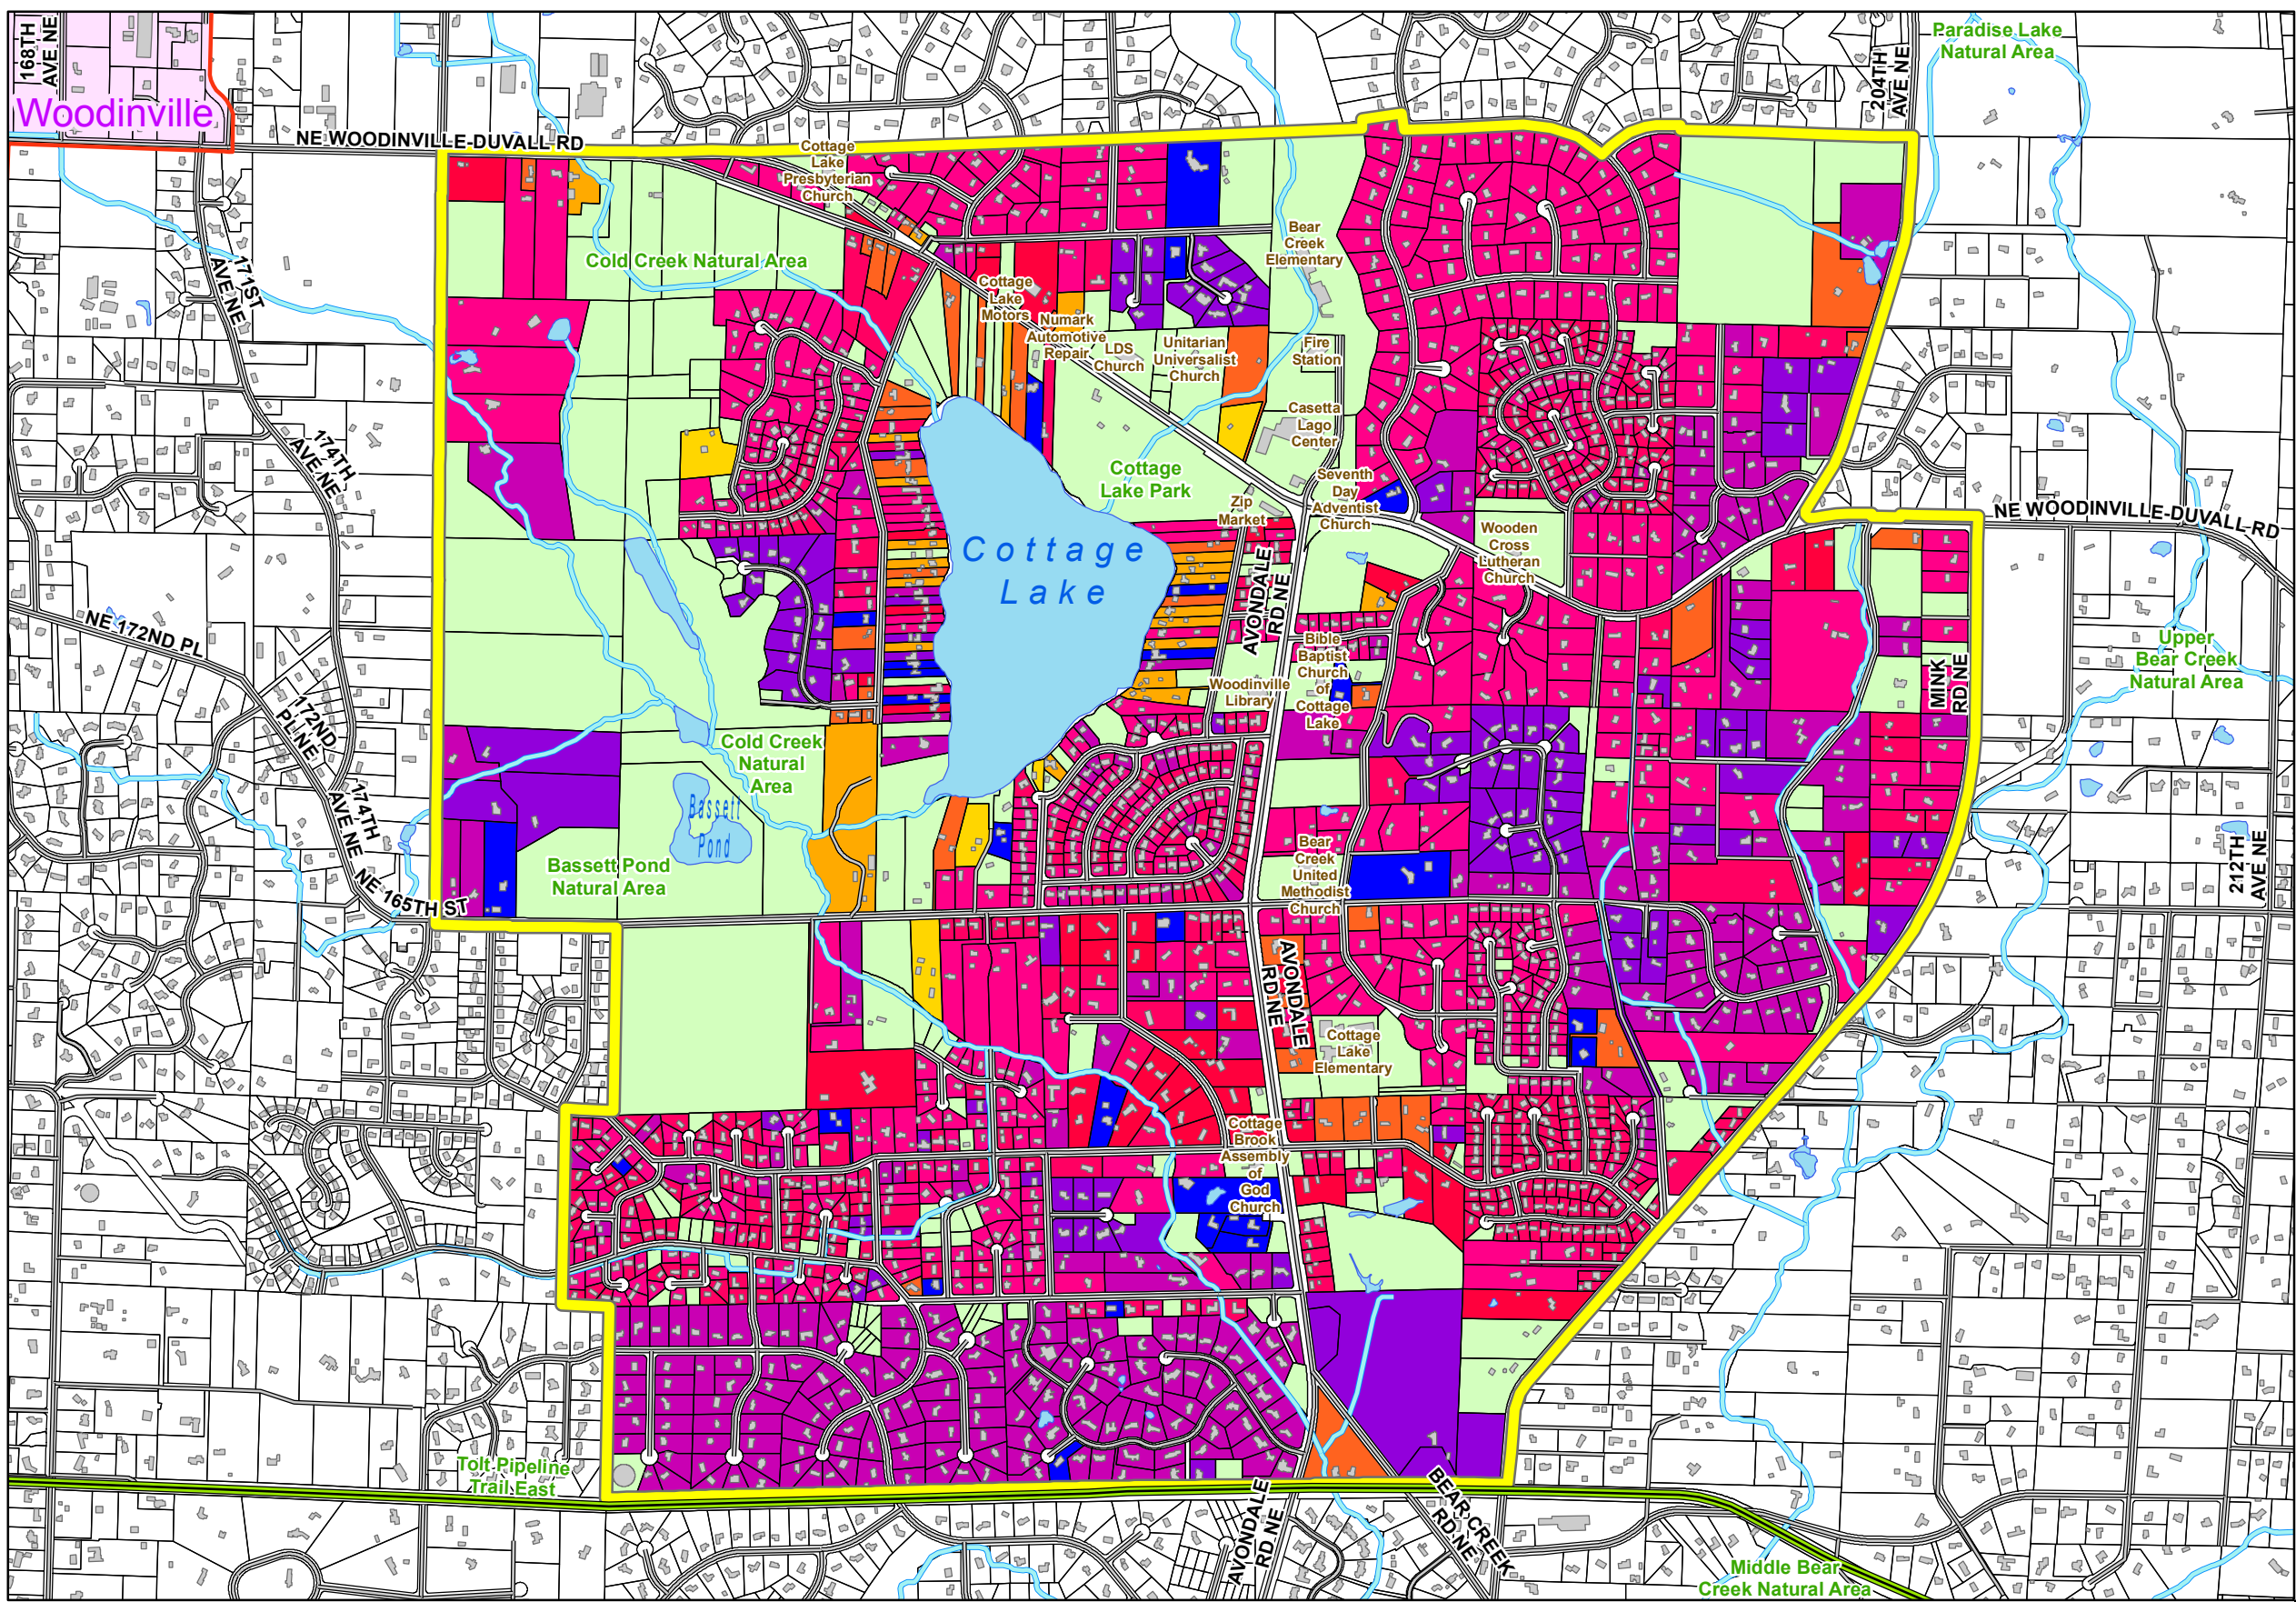 168TH
AVE NE
Woodinville
NE WOODINVILLE-DUVALL RD
204TH
AVE NE
Paradise Lake
Natural Area
Cottage
Lake
Presbyterian
Church
Cold Creek Natural Area
Bear
Creek
Elementary
171ST
AVE NE
Cottage
Lake
Motors
Numark
Automotive
Repair
LDS
Church
Unitarian
Universalist
Church
Fire
Station
Casetta
Lago
Center
174TH
AVE NE
Cottage
Lake Park
Seventh
Day
Adventist
Church
Zip
Market
Wooden
Cross
Lutheran
Church
NE WOODINVILLE-DUVALL RD
Cottage
Lake
AVONDALE
RD NE
NE 172ND PL
Bible
Baptist
Church
of
Cottage
Lake
Woodinville
Library
MINK
RD NE
Upper
Bear Creek
Natural Area
172ND
PL NE
Cold Creek
Natural
Area
174TH
AVE NE
Bassett
Pond
Bassett Pond
Natural Area
Bear
Creek
United
Methodist
Church
212TH
AVE NE
NE 165TH ST
AVONDALE
RD NE
Cottage
Lake
Elementary
Cottage
Brook
Assembly
of
God
Church
Tolt Pipeline
Trail East
AVONDALE
RD NE
BEAR CREEK
RD NE
Middle Bear
Creek Natural Area